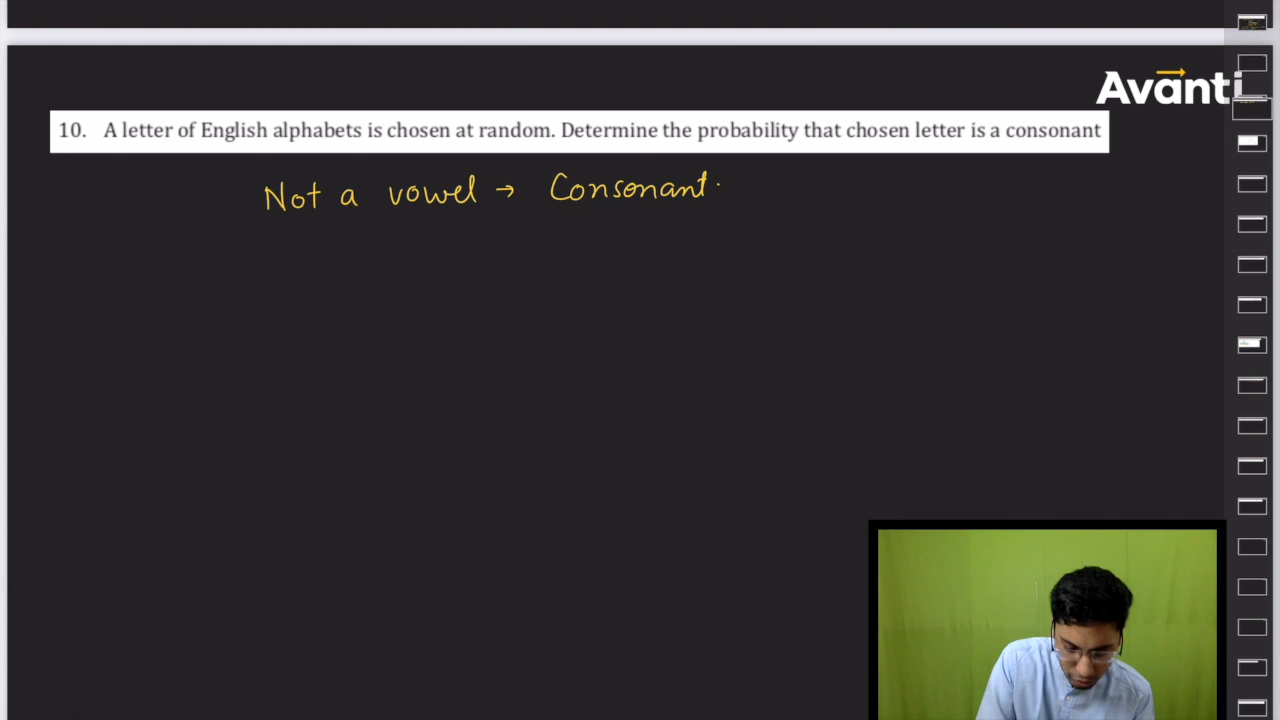 Avanti
10. A letter of English alphabets is chosen at random. Determine the probability that chosen letter is a consonant
Not a vowel → Consonant.